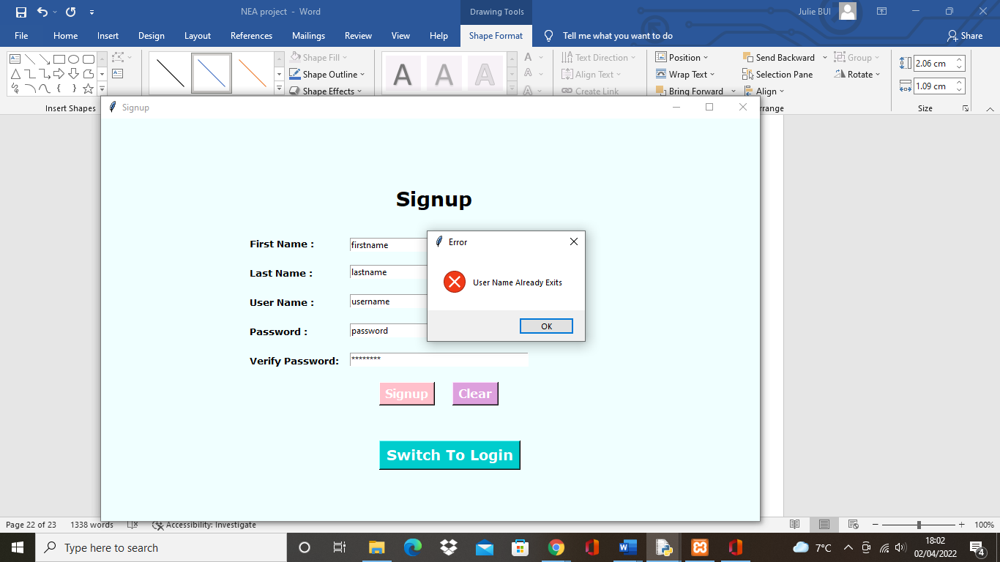 NEA project - Word
Drawing Tools
Julie BUI
File Home Insert Design Layout References Mailings Review View Help Shape Format Tell me what you want to do Share
Shape Fill
Shape Outline
Shape Effects
Insert Shapes
A A A
A
A
A
Text Direction
Align Text
Create Link
Position
Wrap Text
Bring Forward
Send Backward
Selection Pane
Align
Group
Rotate
rrange
2.06 cm
1.09 cm
Size
Signup
Signup
First Name : firstname
Last Name : lastname
User Name : username
Password : password
Verify Password: ********
Signup Clear
Switch To Login
Error
User Name Already Exits
OK
Page 22 of 23 1338 words Accessibility: Investigate 100%
Type here to search
W
7°C
18:02
02/04/2022
4